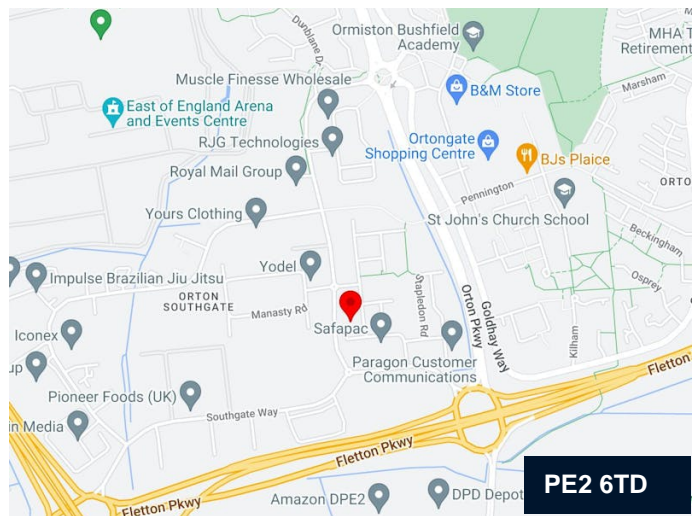 Ormiston Bushfield
Academy
MHA T
Retirement
Dunblane Dr
Muscle Finesse Wholesale
B&M Store
Marsham
East of England Arena
and Events Centre
RJG Technologies
Ortongate
Shopping Centre
BJs Plaice
Royal Mail Group
Pennington
ORTO
Yours Clothing
St John's Church School
Beckingham
Yodel
Impulse Brazilian Jiu Jitsu
Osprey
ORTON
SOUTHGATE
Stapledon Rd
Orton Pkwy
Goldhay Way
Manasty Rd
Safapac
Iconex
Kilham
up
Paragon Customer
Communications
Fletton
Pioneer Foods (UK)
in Media
Southgate Way
Fletton Pkwy
PE2 6TD
Amazon DPE2
DPD Depot
Fletton Pkwy